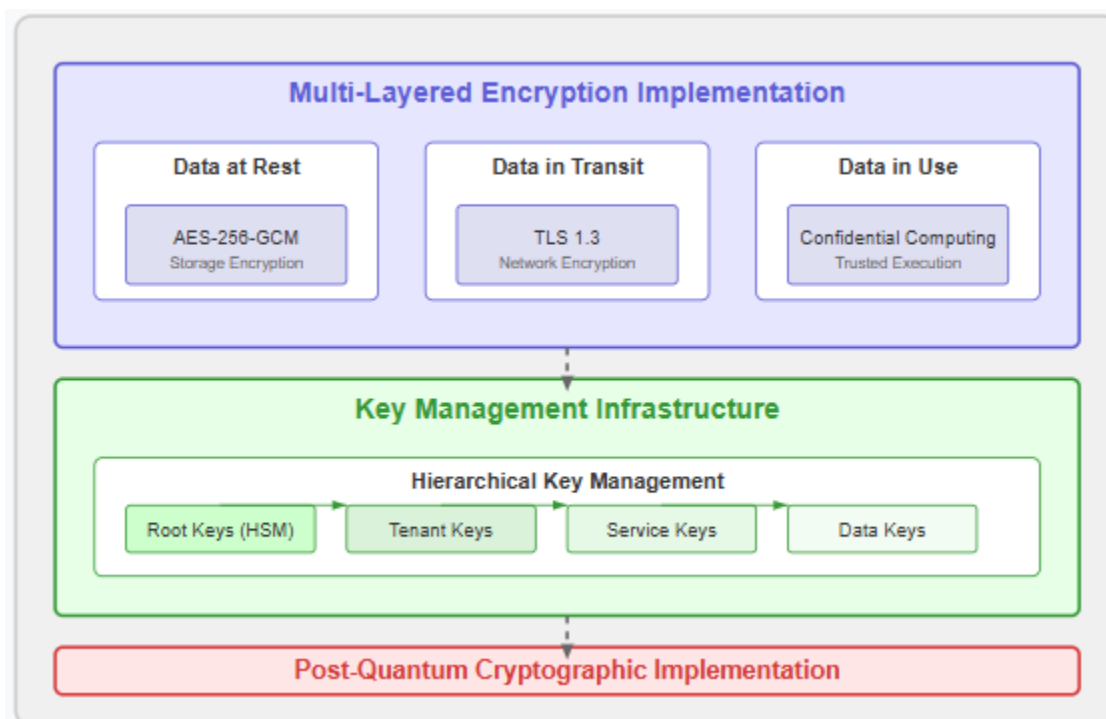 Multi-Layered Encryption Implementation
Data at Rest
Data in Transit
Data in Use
AES-256-GCM
Storage Encryption
TLS 1.3
Network Encryption
Confidential Computing
Trusted Execution
Key Management Infrastructure
Hierarchical Key Management
Root Keys (HSM)
Tenant Keys
Service Keys
Data Keys
Post-Quantum Cryptographic Implementation